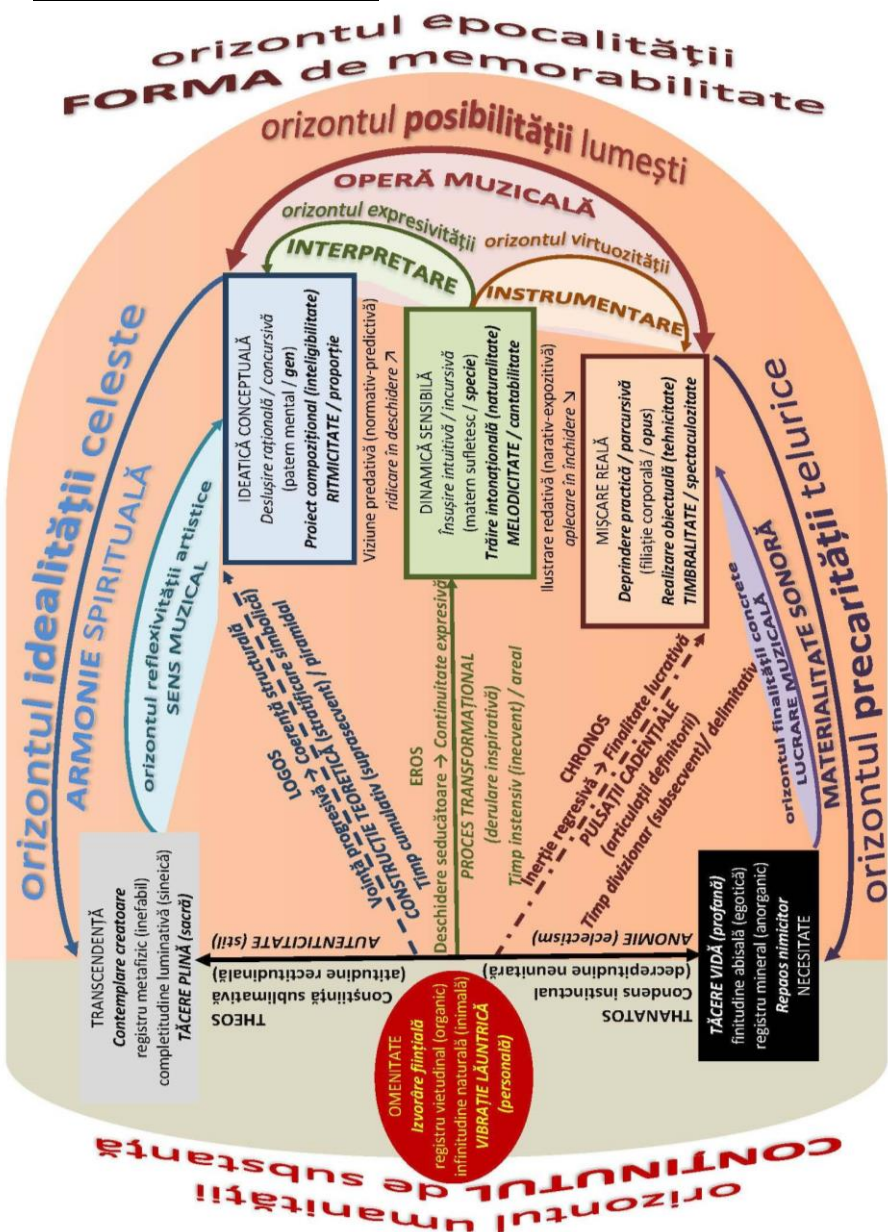 orizontul epocalității
FORMA de memorabilitate
orizontul posibilității lumești
OPERĂ MUZICALĂ
orizontul expresivității
INTERPRETARE
orizontul virtuozității
INSTRUMENTARE
orizontul idealității celeste
ARMONIE SPIRITUALĂ
orizontul reflexivității artistice
SENS MUZICAL
IDEATICĂ CONCEPTUALĂ
Deslușire rațională / concursivă
(patern mental / gen)
Proiect compozițional (inteligibilitate)
RITMICITATE / proporție
Viziune predativă (normativ-predictivă)
ridicare în deschidere ↗
DINAMICĂ SENSIBILĂ
Însușire intuitivă / incursivă
(matern sufletesc / specie)
Trăire intonațională (naturalitate)
MELODICITATE / cantabilitate
Ilustrare redativă (narativ-expozitivă)
aplecare în închidere ↘
MIȘCARE REALĂ
Deprindere practică / parcursivă
(filiație corporală / opus)
Realizare obiectuală (tehnicitate)
TIMBRALITATE / spectaculozitate
LOGOS
Voință progresivă → Coerență structurală
CONSTRUCȚIE TEORETICĂ (stratificare simbolică)
Timp cumulativ (suprasecvent) / piramidal
EROS
Deschidere seducătoare → Continuitate expresivă
PROCES TRANSFORMAȚIONAL
(derulare inspirativă)
Timp instensiv (inecvent) / areal
CHRONOS
Inerție regresivă → Finalitate lucrativă
PULSAȚII CADENȚIALE
(articulații definitorii)
Timp divizionar (subsecvent)/ delimitativ
orizontul finalității concrete
LUCRARE MUZICALĂ
MATERIALITATE SONORĂ
orizontul precarității telurice
TRANSCENDENȚĂ
Contemplare creatoare
registru metafizic (inefabil)
completitudine luminativă (sineică)
TĂCERE PLINĂ (sacră)
AUTENTICITATE (stil)
(atitudine rectitudinală)
Conștiință sublimativă
THEOS
ANOMIE (eclectism)
(decrepitudine neunitară)
Condens instinctual
THANATOS
OMENITATE
Izvorâre ființială
registru vietudinal (organic)
infinitudine naturală (inimală)
VIBRAȚIE LĂUNTRICĂ
(personală)
TĂCERE VIDĂ (profană)
finitudine abisală (egotică)
registru mineral (anorganic)
Repaos nimicitor
NECESITATE
CONȚINUTUL de substanță
orizontul umanității